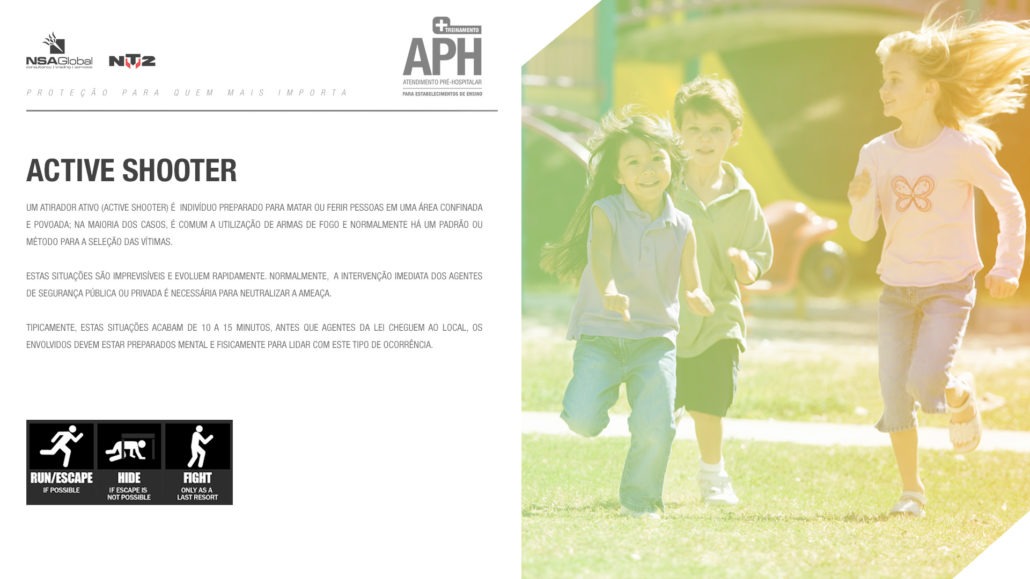 NSAGlobal
consultancy | trading | services
NTZ
PROTEÇÃO PARA QUEM MAIS IMPORTA
TREINAMENTO
APH
ATENDIMENTO PRÉ-HOSPITALAR
PARA ESTABELECIMENTOS DE ENSINO
ACTIVE SHOOTER
UM ATIRADOR ATIVO (ACTIVE SHOOTER) É INDIVÍDUO PREPARADO PARA MATAR OU FERIR PESSOAS EM UMA ÁREA CONFINADA
E POVOADA; NA MAIORIA DOS CASOS, É COMUM A UTILIZAÇÃO DE ARMAS DE FOGO E NORMALMENTE HÁ UM PADRÃO OU
MÉTODO PARA A SELEÇÃO DAS VÍTIMAS.
ESTAS SITUAÇÕES SÃO IMPREVISÍVEIS E EVOLUEM RAPIDAMENTE. NORMALMENTE, A INTERVENÇÃO IMEDIATA DOS AGENTES
DE SEGURANÇA PÚBLICA OU PRIVADA É NECESSÁRIA PARA NEUTRALIZAR A AMEAÇA.
TIPICAMENTE, ESTAS SITUAÇÕES ACABAM DE 10 A 15 MINUTOS, ANTES QUE AGENTES DA LEI CHEGUEM AO LOCAL, OS
ENVOLVIDOS DEVEM ESTAR PREPARADOS MENTAL E FISICAMENTE PARA LIDAR COM ESTE TIPO DE OCORRÊNCIA.
RUN/ESCAPE
IF POSSIBLE
HIDE
IF ESCAPE IS
NOT POSSIBLE
FIGHT
ONLY AS A
LAST RESORT